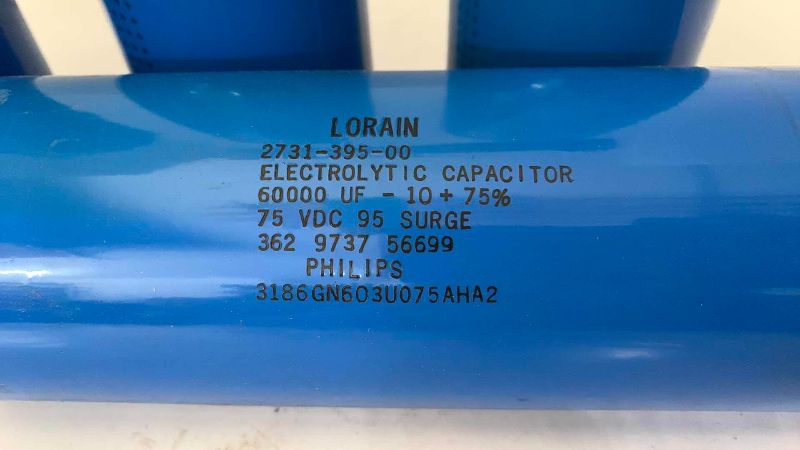 LORAIN
2731-395-00
ELECTROLYTIC CAPACITOR
60000 UF - 10 + 75%
75 VDC 95 SURGE
362 9737 56699
PHILIPS
3186GN603U075AHA2